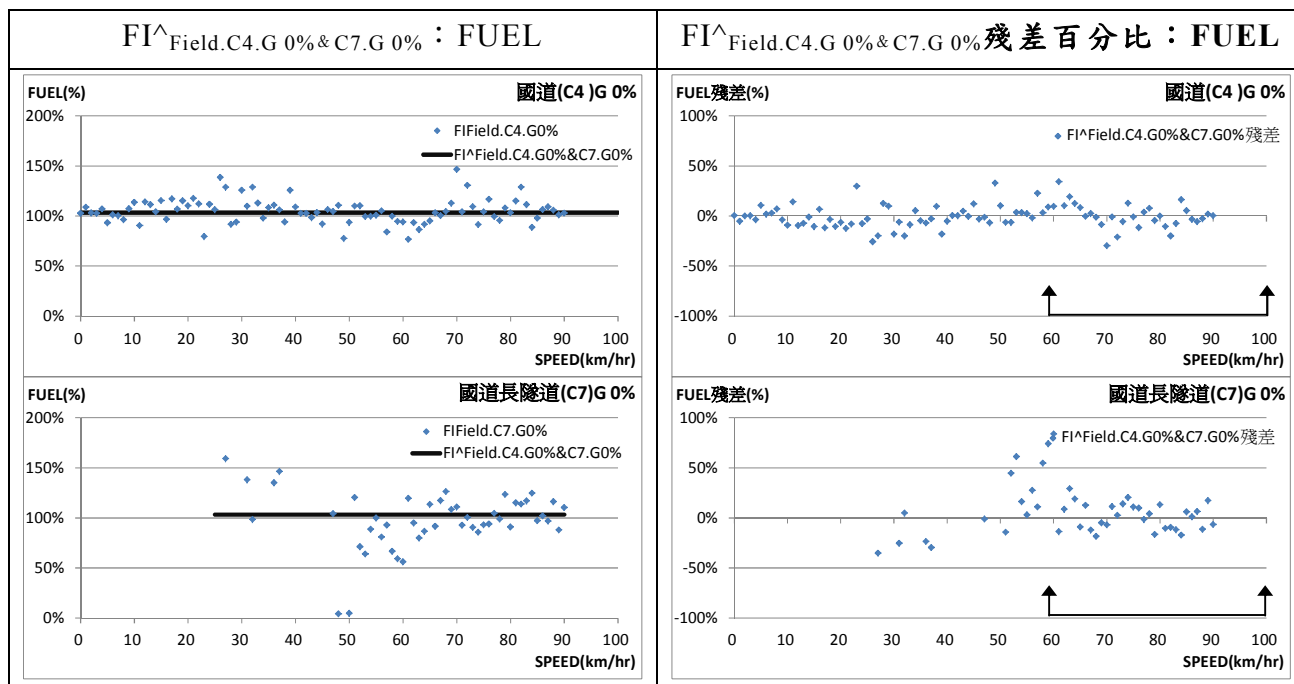 FI^Field.C4.G 0%&C7.G 0%：FUEL
FI^Field.C4.G 0%&C7.G 0%殘差百分比：FUEL
FUEL(%)
國道(C4 )G 0%
200%
150%
100%
50%
0%
FIField.C4.G0%
FI^Field.C4.G0%&C7.G0%
0 10 20 30 40 50 60 70 80 90 100
SPEED(km/hr)
FUEL殘差(%)
國道(C4 )G 0%
100%
50%
0%
-50%
-100%
FI^Field.C4.G0%&C7.G0%殘差
0 10 20 30 40 50 60 70 80 90 100
SPEED(km/hr)
FUEL(%)
國道長隧道(C7)G 0%
200%
150%
100%
50%
0%
FIField.C7.G0%
FI^Field.C4.G0%&C7.G0%
0 10 20 30 40 50 60 70 80 90 100
SPEED(km/hr)
FUEL殘差(%)
國道長隧道(C7)G 0%
100%
50%
0%
-50%
-100%
FI^Field.C4.G0%&C7.G0%殘差
0 10 20 30 40 50 60 70 80 90 100
SPEED(km/hr)